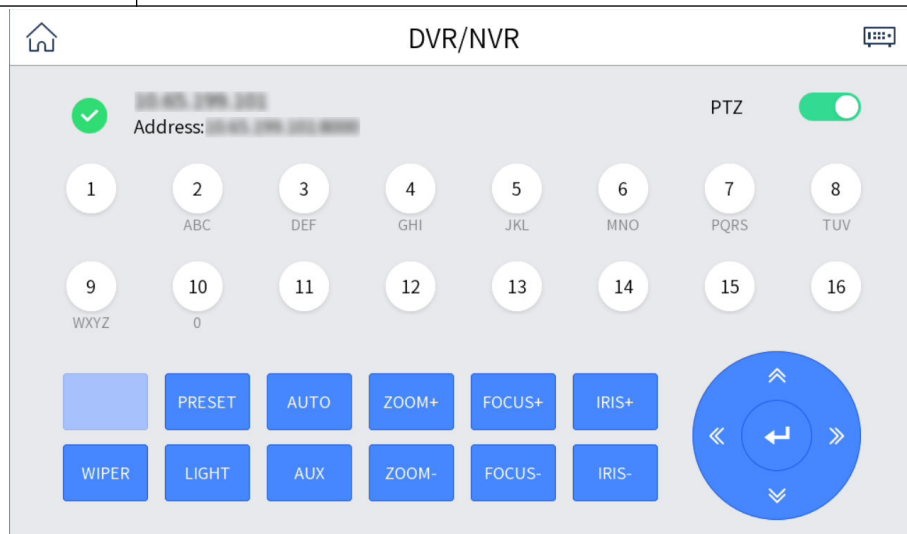 DVR/NVR
PTZ
Address:
1 2 3 4 5 6 7 8
ABC DEF GHI JKL MNO PQRS TUV
9 10 11 12 13 14 15 16
WXYZ 0
PRESET AUTO ZOOM+ FOCUS+ IRIS+
WIPER LIGHT AUX ZOOM- FOCUS- IRIS-